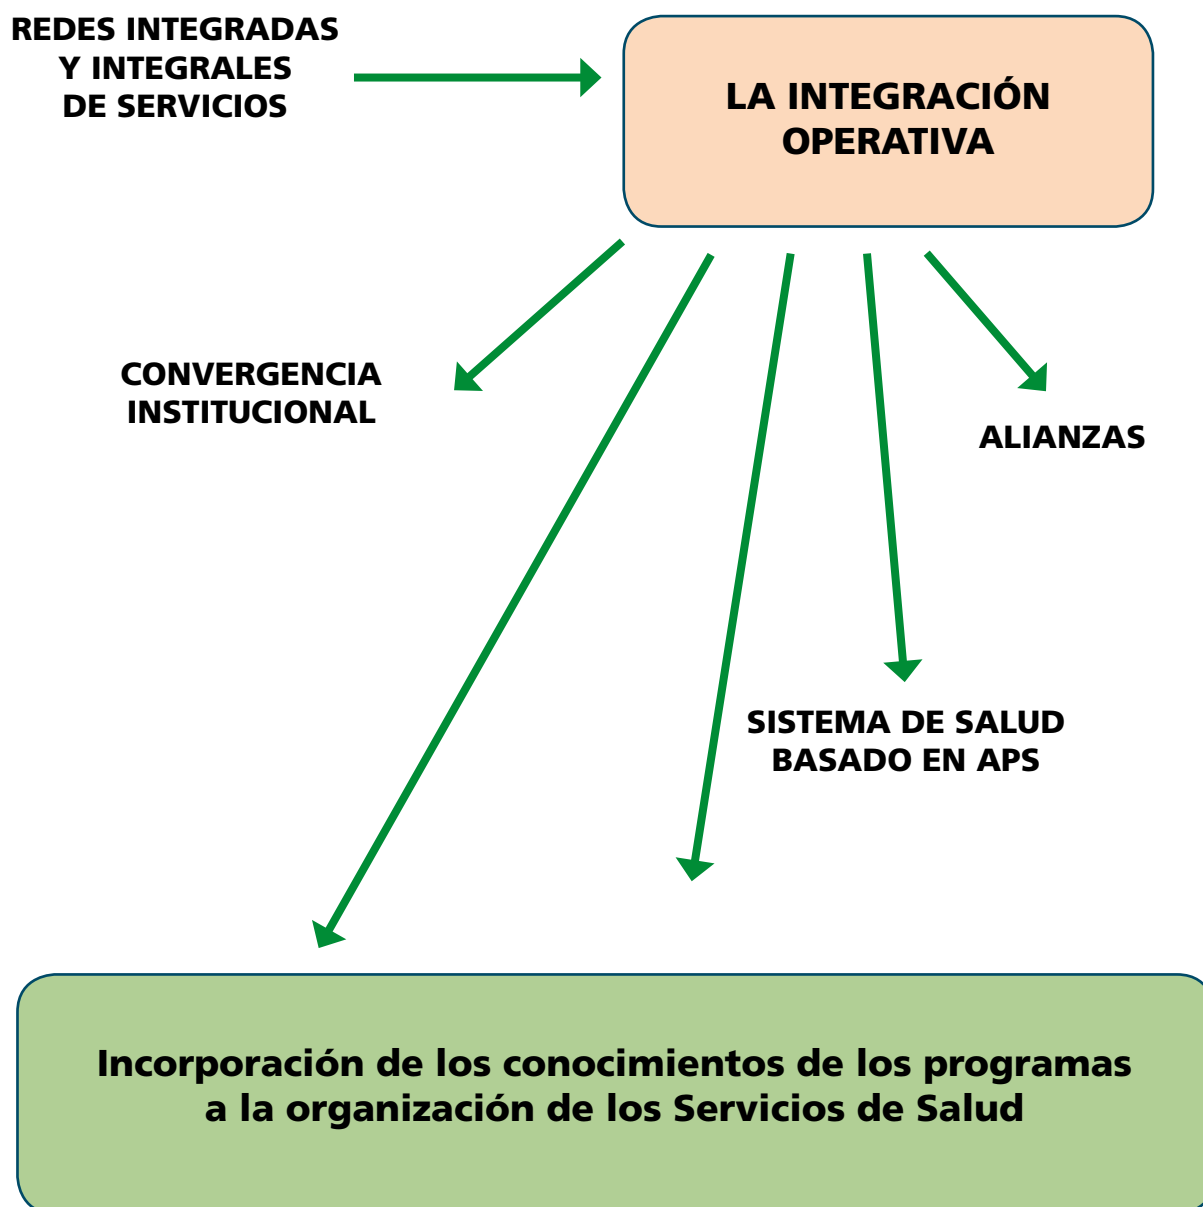 REDES INTEGRADAS
Y INTEGRALES
DE SERVICIOS
LA INTEGRACIÓN
OPERATIVA
CONVERGENCIA
INSTITUCIONAL
ALIANZAS
SISTEMA DE SALUD
BASADO EN APS
Incorporación de los conocimientos de los programas
a la organización de los Servicios de Salud